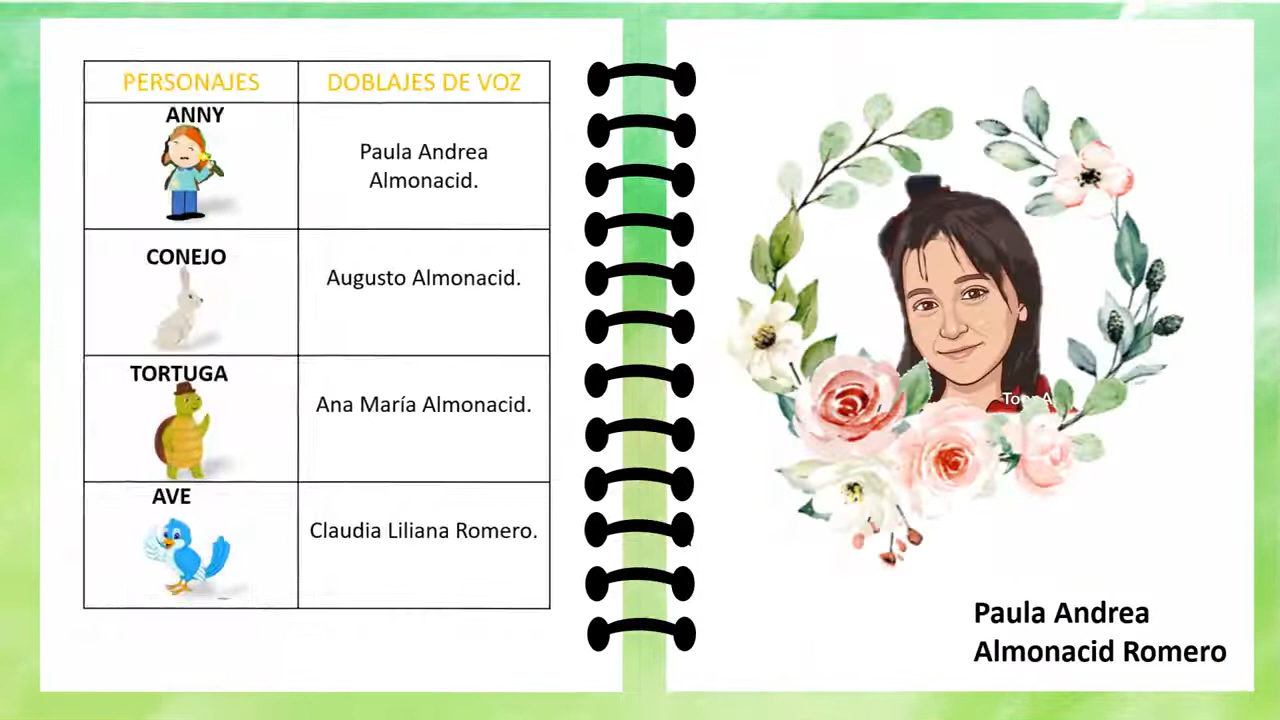 PERSONAJES
DOBLAJES DE VOZ
ANNY
Paula Andrea
Almonacid.
CONEJO
Augusto Almonacid.
TORTUGA
Ana María Almonacid.
AVE
Claudia Liliana Romero.
Paula Andrea
Almonacid Romero